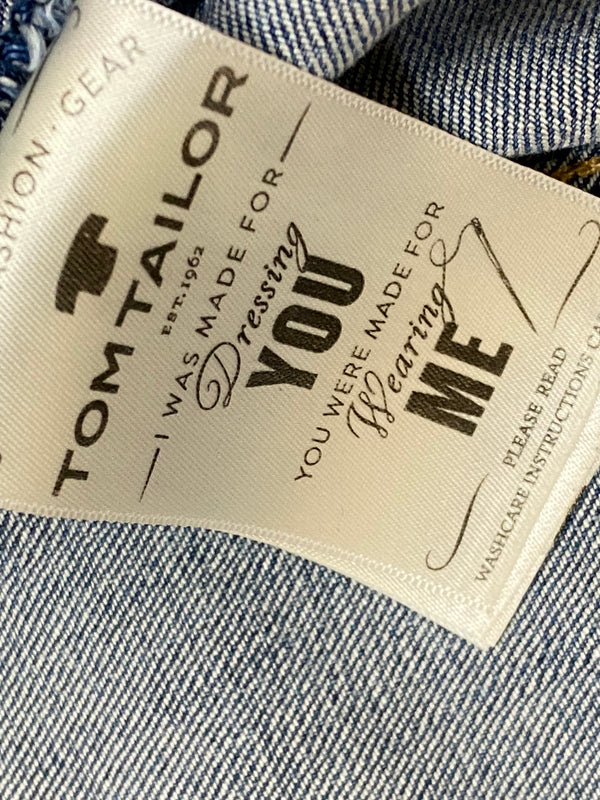 FASHION · GEAR
TOM TAILOR
EST. 1962
I WAS MADE FOR
Dressing
YOU
YOU WERE MADE FOR
Wearing
ME
PLEASE READ
WASHCARE INSTRUCTIONS